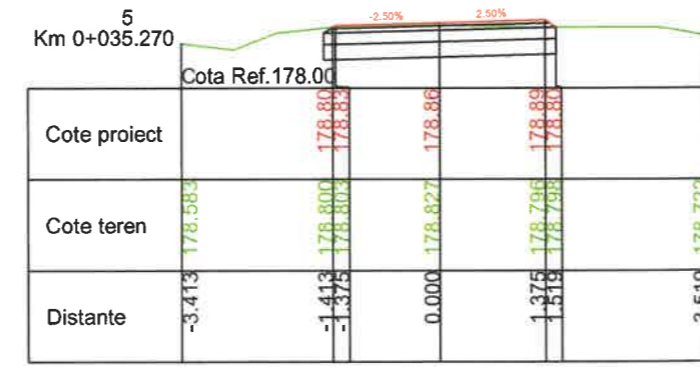 5
Km 0+035.270
-2.50% 2.50%
Cota Ref.178.00
Cote proiect 178.80 178.83 178.86 178.89 178.80
Cote teren 178.583 178.800 178.803 178.827 178.796 178.798
Distante -3.413 -1.413 -1.375 0.000 1.375 1.519